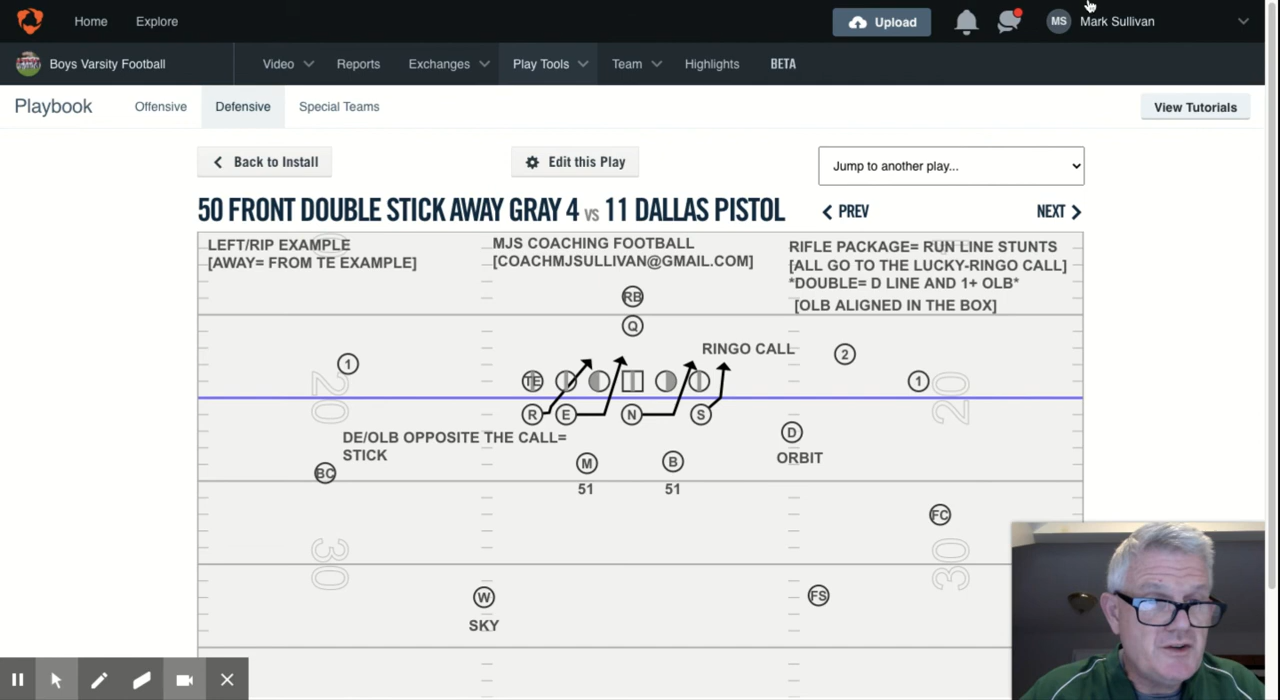 Home Explore Upload MS Mark Sullivan
Boys Varsity Football Video Reports Exchanges Play Tools Team Highlights BETA
Playbook Offensive Defensive Special Teams View Tutorials
Back to Install Edit this Play Jump to another play...
50 FRONT DOUBLE STICK AWAY GRAY 4 vs 11 DALLAS PISTOL PREV NEXT
LEFT/RIP EXAMPLE
[AWAY= FROM TE EXAMPLE]
MJS COACHING FOOTBALL
[COACHMJSULLIVAN@GMAIL.COM]
RIFLE PACKAGE= RUN LINE STUNTS
[ALL GO TO THE LUCKY-RINGO CALL]
*DOUBLE= D LINE AND 1+ OLB*
[OLB ALIGNED IN THE BOX]
RB
Q
RINGO CALL
1 2
TE 1
20 20
R E N S
D
DE/OLB OPPOSITE THE CALL=
STICK
ORBIT
BC M B
51 51
FC
30 30
W FS
SKY